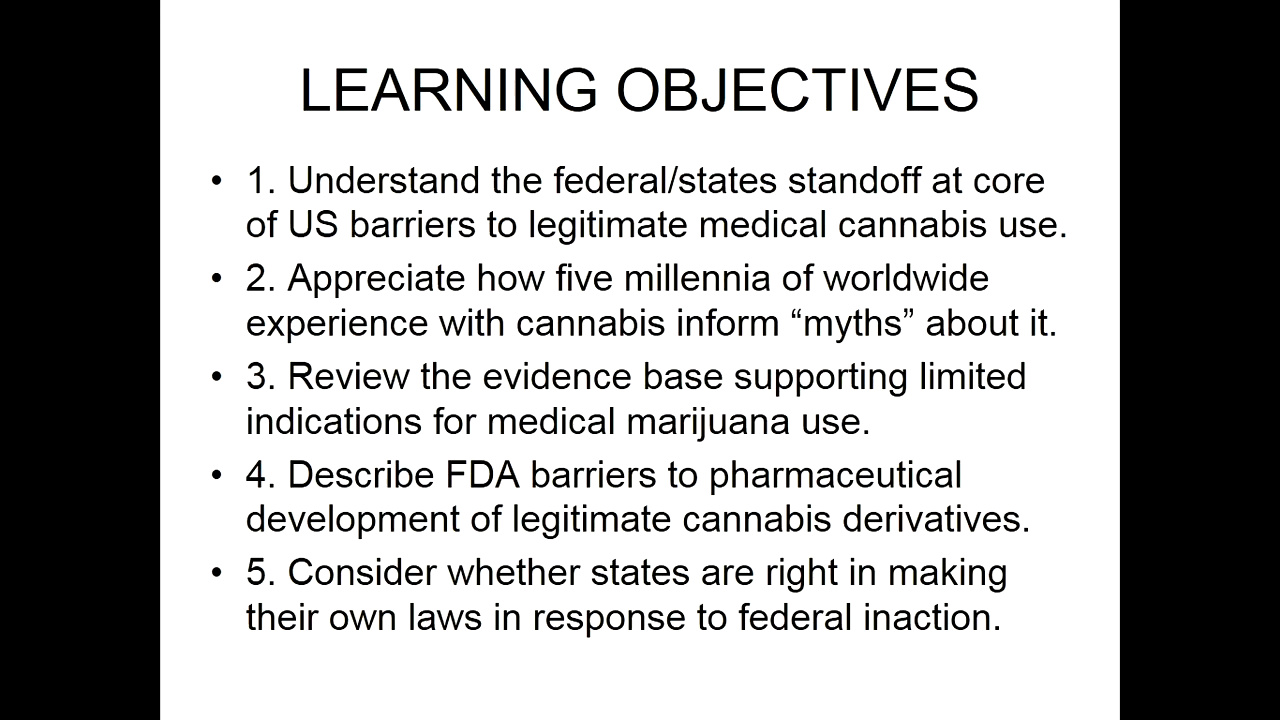 LEARNING OBJECTIVES
• 1. Understand the federal/states standoff at core
of US barriers to legitimate medical cannabis use.
• 2. Appreciate how five millennia of worldwide
experience with cannabis inform “myths” about it.
• 3. Review the evidence base supporting limited
indications for medical marijuana use.
• 4. Describe FDA barriers to pharmaceutical
development of legitimate cannabis derivatives.
• 5. Consider whether states are right in making
their own laws in response to federal inaction.